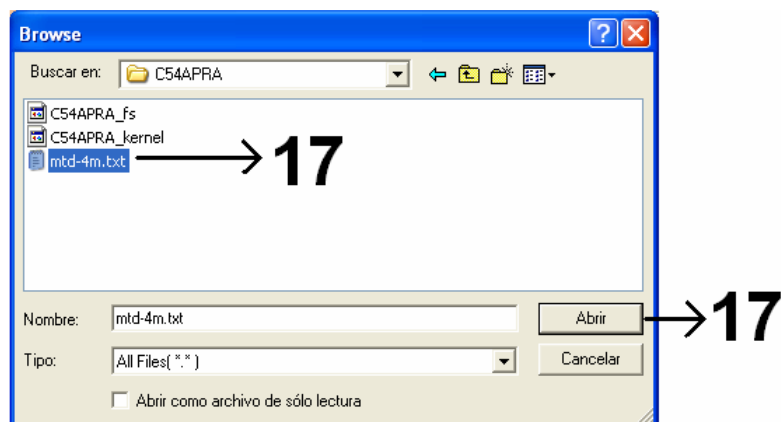 Browse
Buscar en: C54APRA
C54APRA_fs
C54APRA_kernel
mtd-4m.txt 17
Nombre: mtd-4m.txt Abrir 17
Tipo: All Files( *.* ) Cancelar
Abrir como archivo de sólo lectura